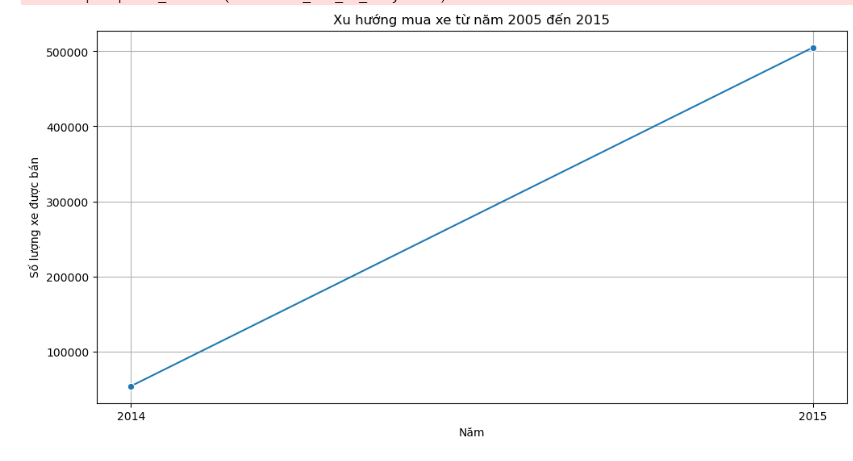 Xu hướng mua xe từ năm 2005 đến 2015
500000
400000
300000
200000
100000
Số lượng xe được bán
2014
2015
Năm